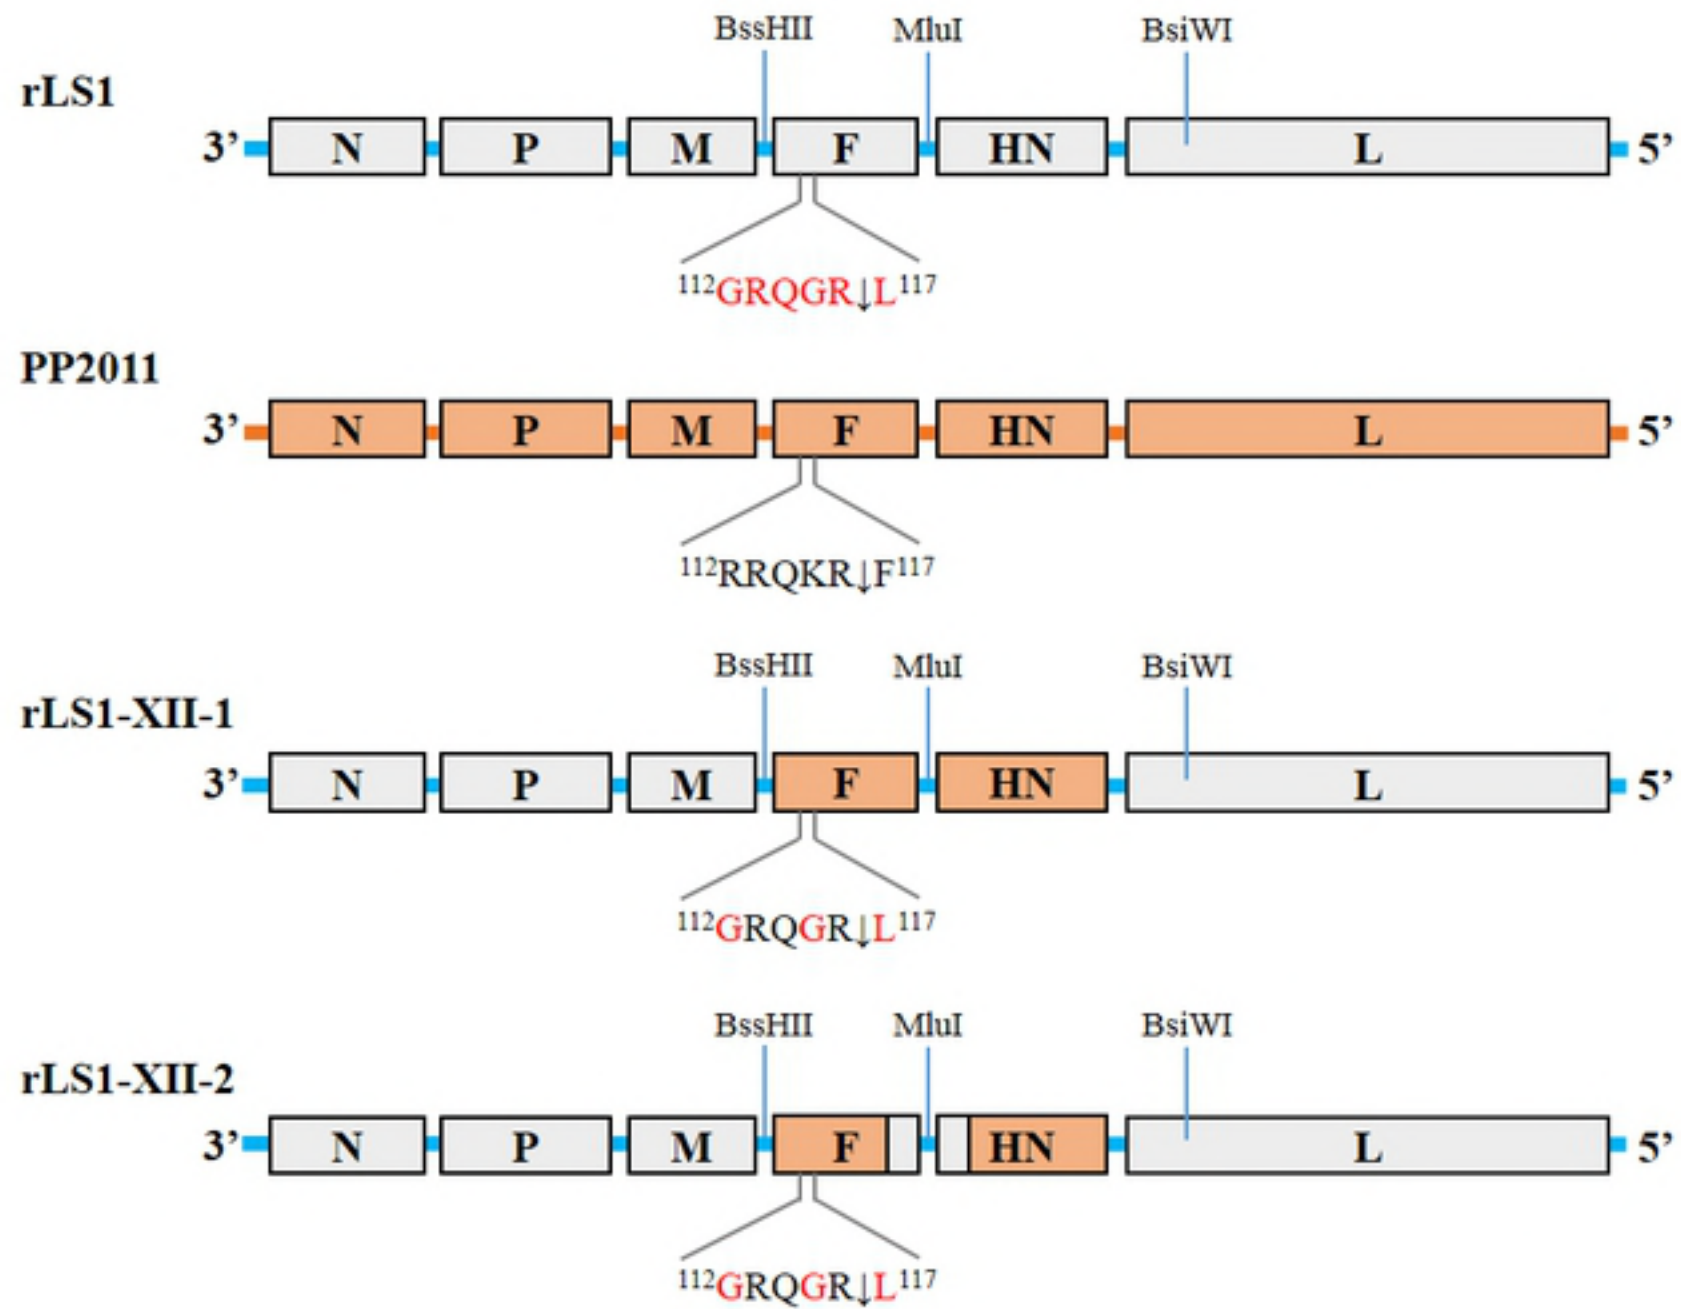 BssHII MluI BsiWI
rLS1
3’ N P M F HN L 5’
¹¹²GRQGR↓L¹¹⁷
PP2011
3’ N P M F HN L 5’
¹¹²RRQKR↓F¹¹⁷
BssHII MluI BsiWI
rLS1-XII-1
3’ N P M F HN L 5’
¹¹²GRQGR↓L¹¹⁷
BssHII MluI BsiWI
rLS1-XII-2
3’ N P M F HN L 5’
¹¹²GRQGR↓L¹¹⁷